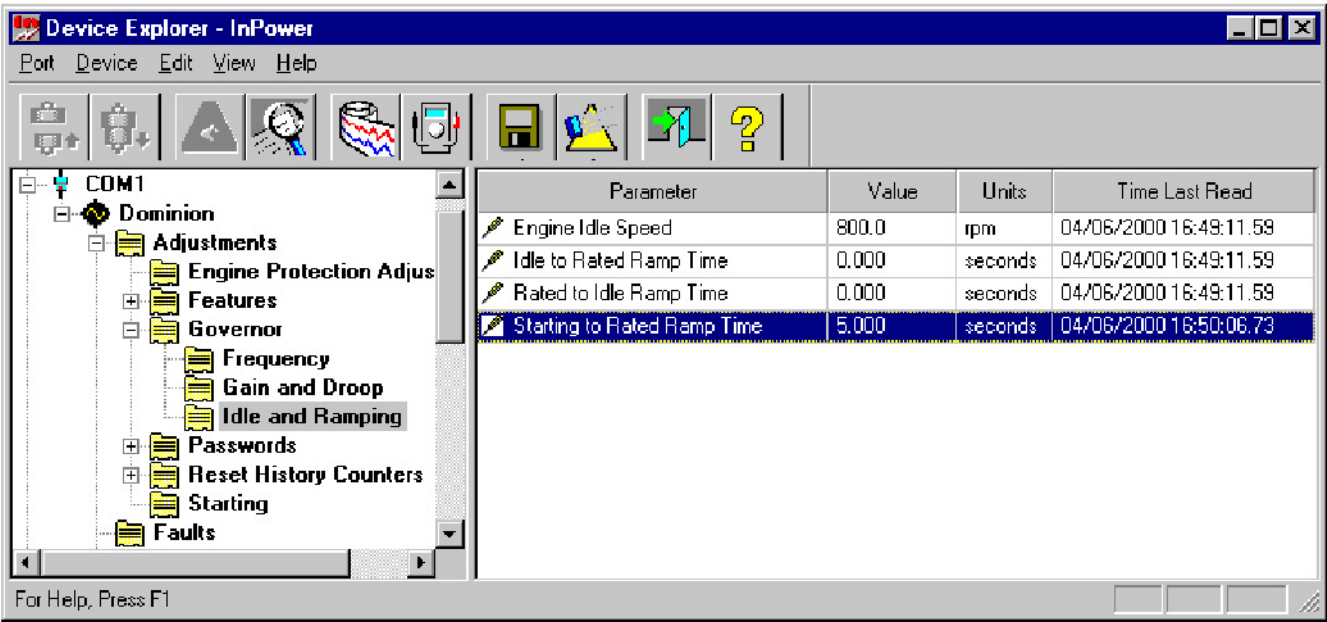 Device Explorer - InPower
Port Device Edit View Help
COM1
Dominion
Adjustments
Engine Protection Adjus
Features
Governor
Frequency
Gain and Droop
Idle and Ramping
Passwords
Reset History Counters
Starting
Faults
Parameter Value Units Time Last Read
Engine Idle Speed 800.0 rpm 04/06/2000 16:49:11.59
Idle to Rated Ramp Time 0.000 seconds 04/06/2000 16:49:11.59
Rated to Idle Ramp Time 0.000 seconds 04/06/2000 16:49:11.59
Starting to Rated Ramp Time 5.000 seconds 04/06/2000 16:50:06.73
For Help, Press F1